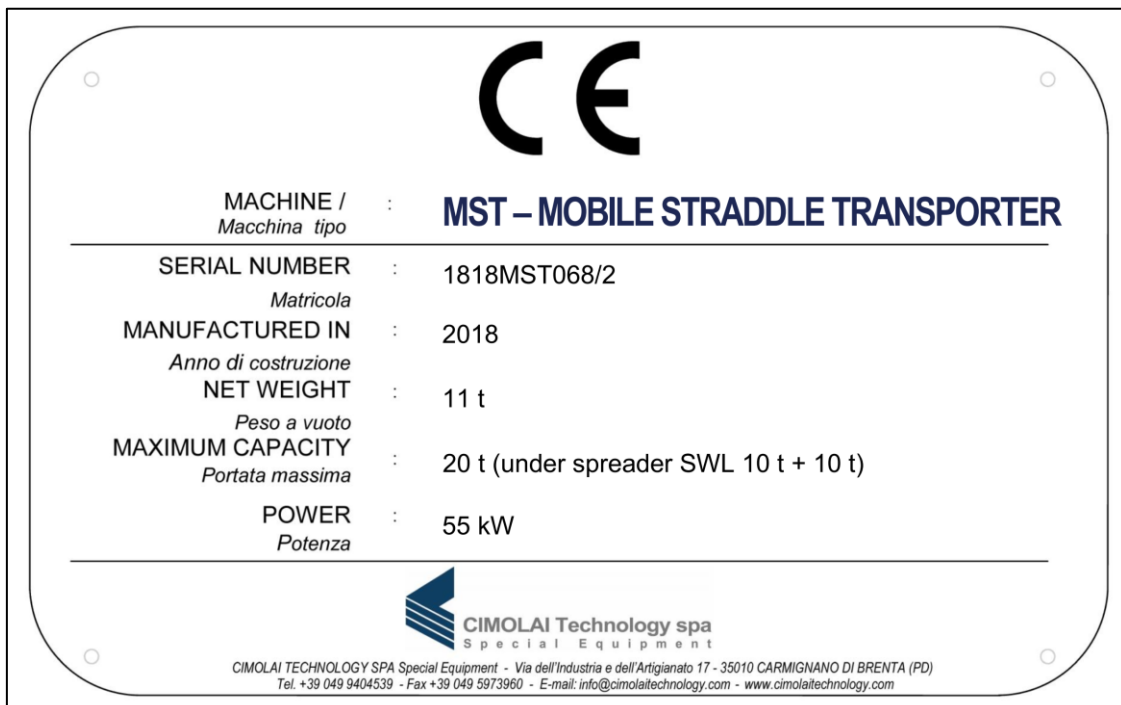 CE
MACHINE / : MST – MOBILE STRADDLE TRANSPORTER
Macchina tipo
SERIAL NUMBER : 1818MST068/2
Matricola
MANUFACTURED IN : 2018
Anno di costruzione
NET WEIGHT : 11 t
Peso a vuoto
MAXIMUM CAPACITY : 20 t (under spreader SWL 10 t + 10 t)
Portata massima
POWER : 55 kW
Potenza
CIMOLAI Technology spa
Special Equipment
CIMOLAI TECHNOLOGY SPA Special Equipment - Via dell'Industria e dell'Artigianato 17 - 35010 CARMIGNANO DI BRENTA (PD)
Tel. +39 049 9404539 - Fax +39 049 5973960 - E-mail: info@cimolaitechnology.com - www.cimolaitechnology.com